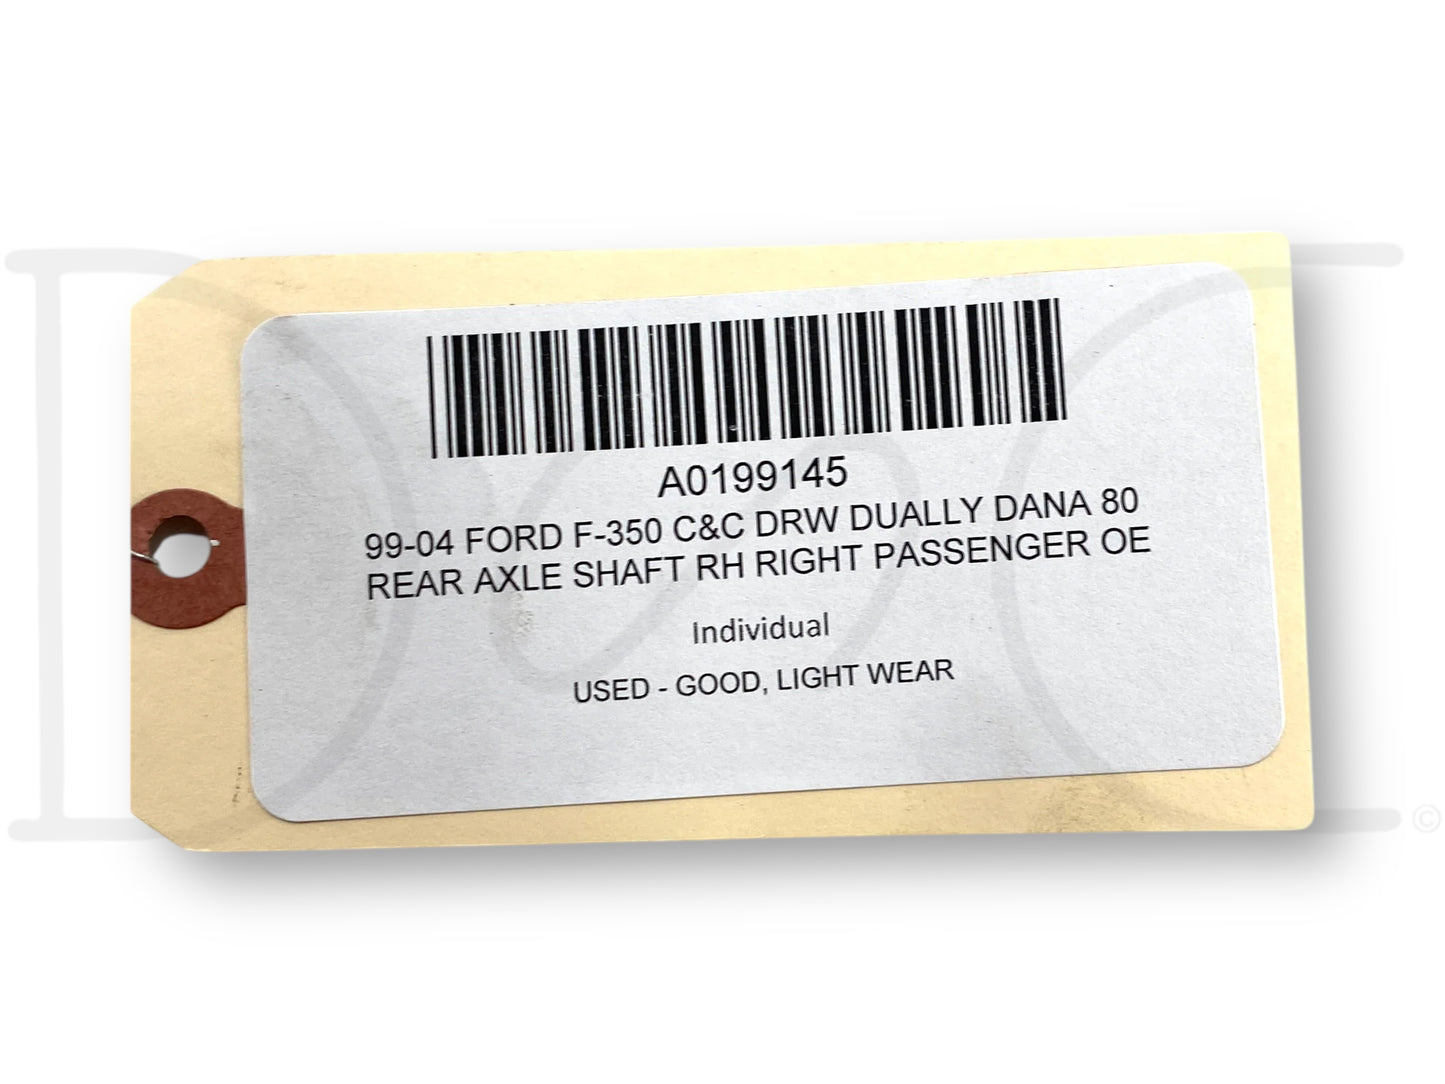 A0199145
99-04 FORD F-350 C&C DRW DUALLY DANA 80
REAR AXLE SHAFT RH RIGHT PASSENGER OE
Individual
USED - GOOD, LIGHT WEAR
©